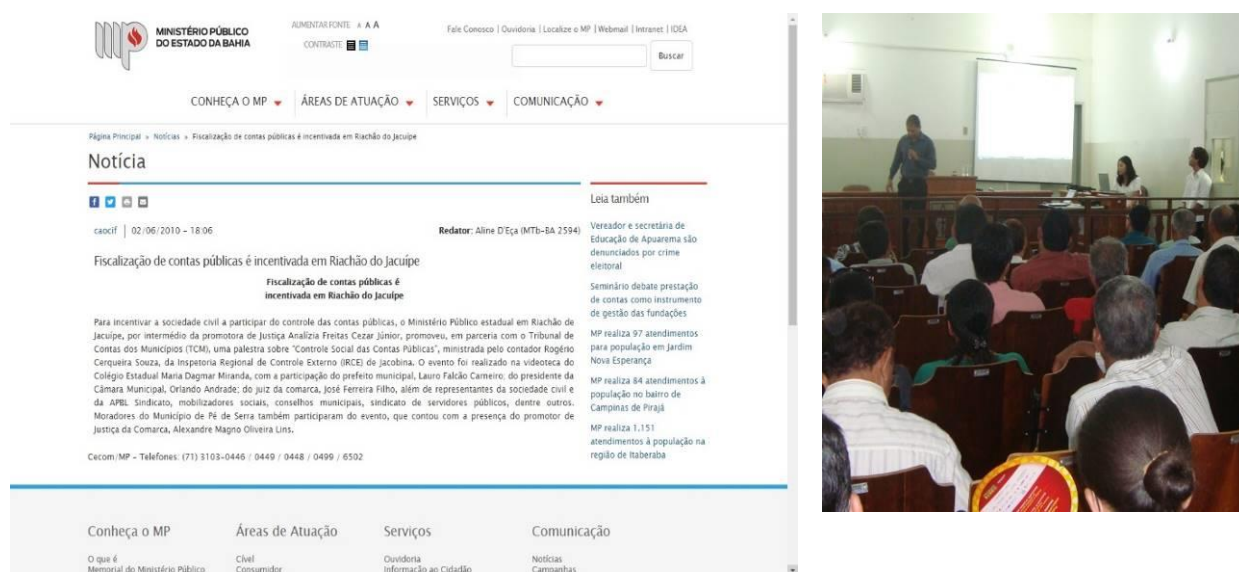 MINISTÉRIO PÚBLICO
DO ESTADO DA BAHIA
AUMENTAR FONTE A A A
CONTRASTE
Fale Conosco | Ouvidoria | Localize o MP | Webmail | Intranet | IDEA
Buscar
CONHEÇA O MP
ÁREAS DE ATUAÇÃO
SERVIÇOS
COMUNICAÇÃO
Página Principal » Notícias » Fiscalização de contas públicas é incentivada em Riachão do Jacuípe
Notícia
caocif | 02/06/2010 - 18:06
Redator: Aline D'Eça (MTb-BA 2594)
Fiscalização de contas públicas é incentivada em Riachão do Jacuípe
Fiscalização de contas públicas é
incentivada em Riachão do Jacuípe
Para incentivar a sociedade civil a participar do controle das contas públicas, o Ministério Público estadual em Riachão de
Jacuípe, por intermédio da promotora de Justiça Analízia Freitas Cezar Júnior, promoveu, em parceria com o Tribunal de
Contas dos Municípios (TCM), uma palestra sobre "Controle Social das Contas Públicas", ministrada pelo contador Rogério
Cerqueira Souza, da Inspetoria Regional de Controle Externo (IRCE) de Jacobina. O evento foi realizado na videoteca do
Colégio Estadual Maria Dagmar Miranda, com a participação do prefeito municipal, Lauro Falcão Carneiro; do presidente da
Câmara Municipal, Orlando Andrade; do juiz da comarca, José Ferreira Filho, além de representantes da sociedade civil e
da APBL Sindicato, mobilizadores sociais, conselhos municipais, sindicato de servidores públicos, dentre outros.
Moradores do Município de Pé de Serra também participaram do evento, que contou com a presença do promotor de
Justiça da Comarca, Alexandre Magno Oliveira Lins.
Cecom/MP - Telefones: (71) 3103-0446 / 0449 / 0448 / 0499 / 6502
Leia também
Vereador e secretária de
Educação de Apuarema são
denunciados por crime
eleitoral
Seminário debate prestação
de contas como instrumento
de gestão das fundações
MP realiza 97 atendimentos
para população em Jardim
Nova Esperança
MP realiza 84 atendimentos à
população no bairro de
Campinas de Pirajá
MP realiza 1.151
atendimentos à população na
região de Itaberaba
Conheça o MP
O que é
Memorial do Ministério Público
Áreas de Atuação
Cível
Consumidor
Serviços
Ouvidoria
Informação ao Cidadão
Comunicação
Notícias
Campanhas